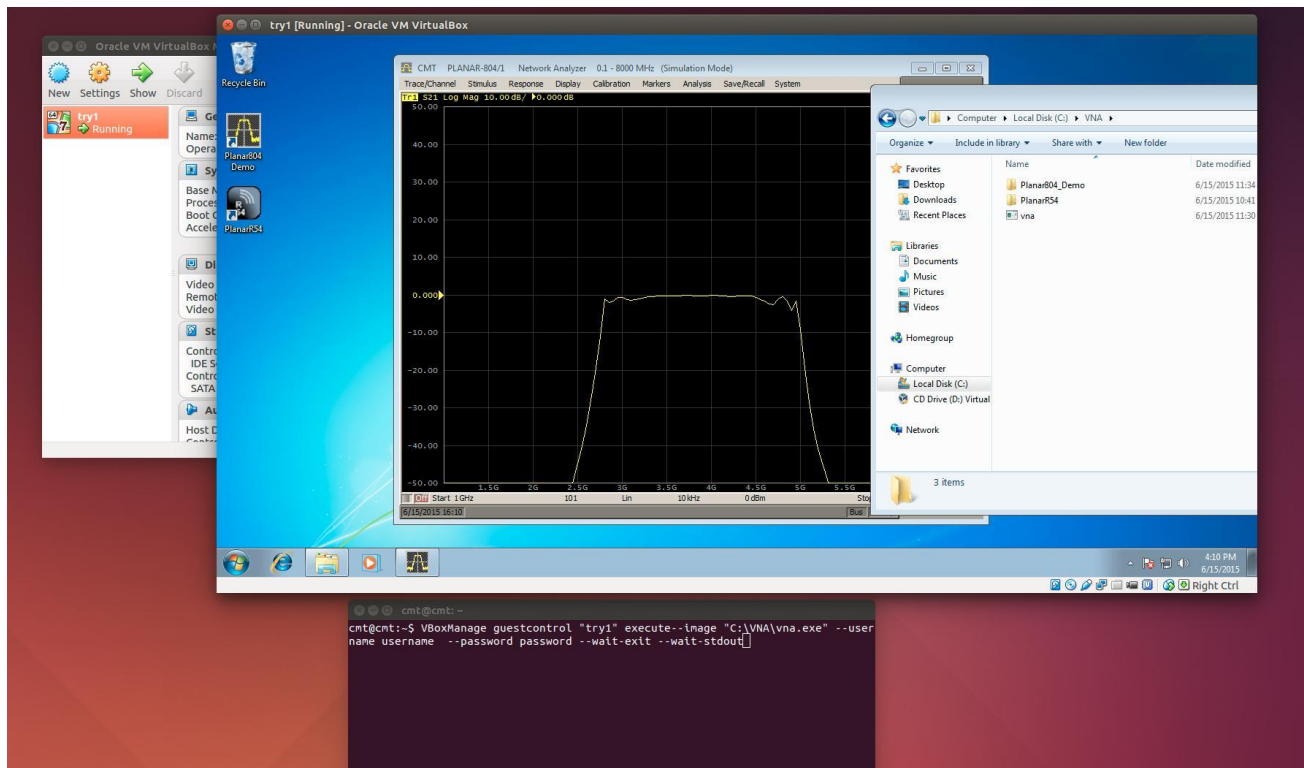 try1 [Running] - Oracle VM VirtualBox
Oracle VM VirtualBox
New Settings Show Discard
try1
Running
Name:
Opera
Base M
Proces
Boot O
Accele
Video
Remot
Video
Contro
IDE S
Contro
SATA
Host D
Recycle Bin
Planar804
Demo
PlanarR54
CMT PLANAR-804/1 Network Analyzer 0.1 - 8000 MHz (Simulation Mode)
Trace/Channel Stimulus Response Display Calibration Markers Analysis Save/Recall System
Tr1 S21 Log Mag 10.00dB/ 0.000dB
50.00
40.00
30.00
20.00
10.00
0.000
-10.00
-20.00
-30.00
-40.00
-50.00
1.5G 2G 2.5G 3G 3.5G 4G 4.5G 5G 5.5G
Off Start 1 GHz 101 Lin 10 kHz 0 dBm Sto
6/15/2015 16:10 Bus
Computer Local Disk (C:) VNA
Organize Include in library Share with New folder
Name Date modified
Planar804_Demo 6/15/2015 11:34
PlanarR54 6/15/2015 10:41
vna 6/15/2015 11:30
Favorites
Desktop
Downloads
Recent Places
Libraries
Documents
Music
Pictures
Videos
Homegroup
Computer
Local Disk (C:)
CD Drive (D:) Virtual
Network
3 items
4:10 PM
6/15/2015
Right Ctrl
cmt@cmt: ~
cmt@cmt:~$ VBoxManage guestcontrol "try1" execute--image "C:\VNA\vna.exe" --user
name username --password password --wait-exit --wait-stdout